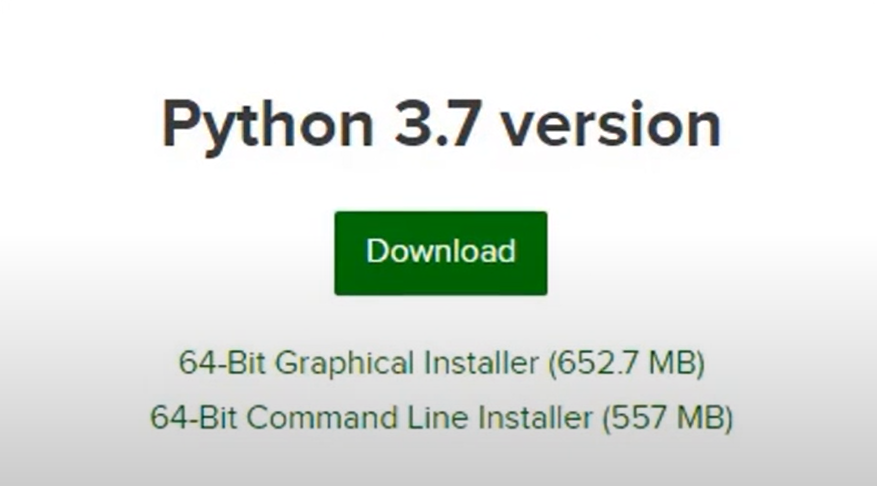 Python 3.7 version
Download
64-Bit Graphical Installer (652.7 MB)
64-Bit Command Line Installer (557 MB)